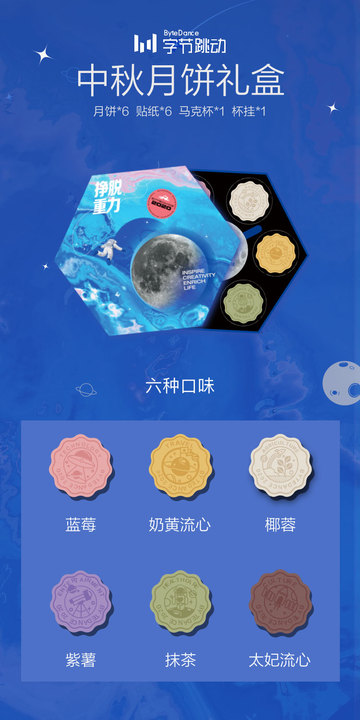 ByteDance
字节跳动
中秋月饼礼盒
月饼*6 贴纸*6 马克杯*1 杯挂*1
挣脱
重力
2020
INSPIRE
CREATIVITY
ENRICH
LIFE
六种口味
蓝莓
奶黄流心
椰蓉
紫薯
抹茶
太妃流心